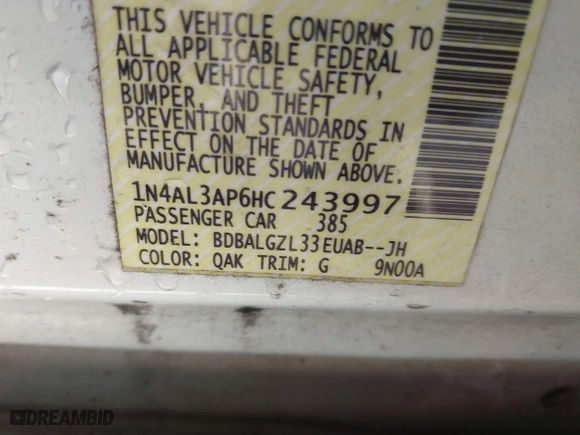 THIS VEHICLE CONFORMS TO
ALL APPLICABLE FEDERAL
MOTOR VEHICLE SAFETY,
BUMPER, AND THEFT
PREVENTION STANDARDS IN
EFFECT ON THE DATE OF
MANUFACTURE SHOWN ABOVE.
1N4AL3AP6HC243997
PASSENGER CAR 385
MODEL: BDBALGZL33EUAB--JH
COLOR: QAK TRIM: G 9N00A
DREAMBID